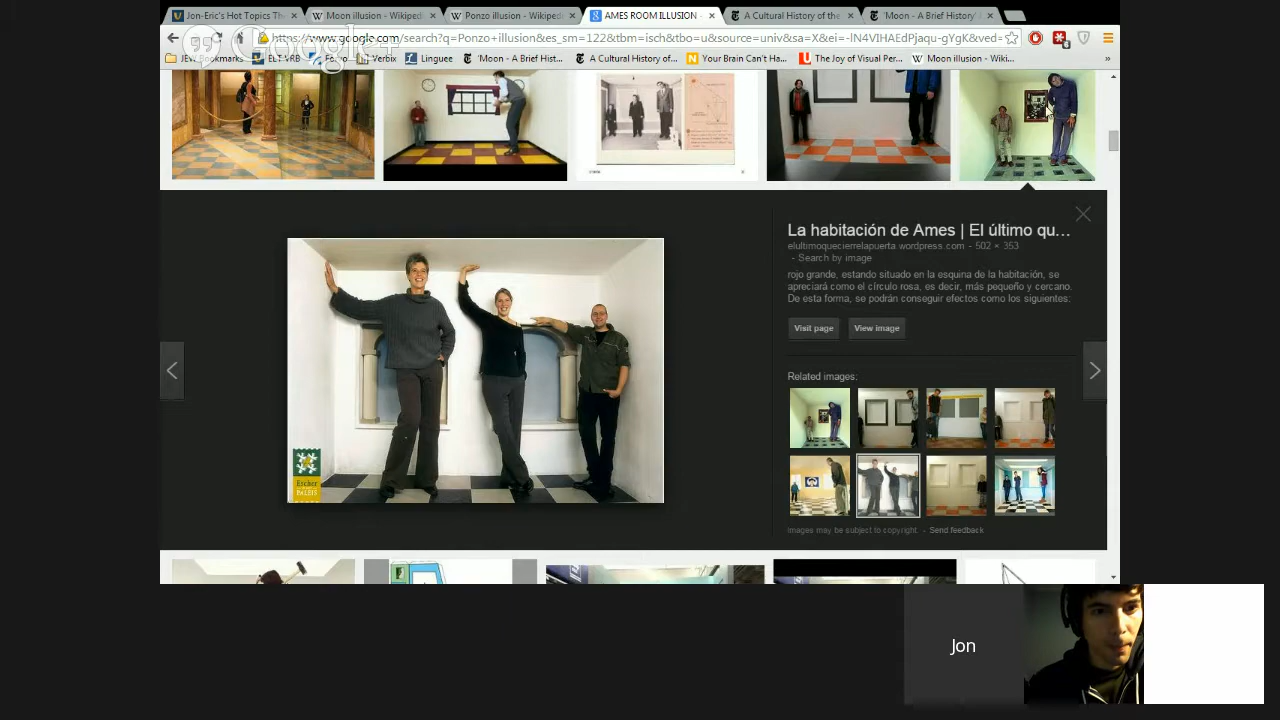 Jon-Eric's Hot Topics Th
Moon illusion - Wikiped
Ponzo illusion - Wikiped
AMES ROOM ILLUSION -
A Cultural History of the
'Moon - A Brief History'
https://www.google.com/search?q=Ponzo+illusion&es_sm=122&tbm=isch&tbo=u&source=univ&sa=X&ei=-lN4VIHAEdPjaqu-gYgK&ved=
Google+
JEW Bookmarks
ELT VRB
Verbix
Linguee
'Moon - A Brief Hist...
A Cultural History of...
Your Brain Can't Ha...
The Joy of Visual Per...
Moon illusion - Wiki...
»
La habitación de Ames | El último qu...
elultimoquecierrelapuerta.wordpress.com - 502 × 353
- Search by image
rojo grande, estando situado en la esquina de la habitación, se
apreciará como el círculo rosa, es decir, más pequeño y cercano.
De esta forma, se podrán conseguir efectos como los siguientes:
Visit page
View image
Related images:
Escher
PALEIS
Images may be subject to copyright. - Send feedback
Jon